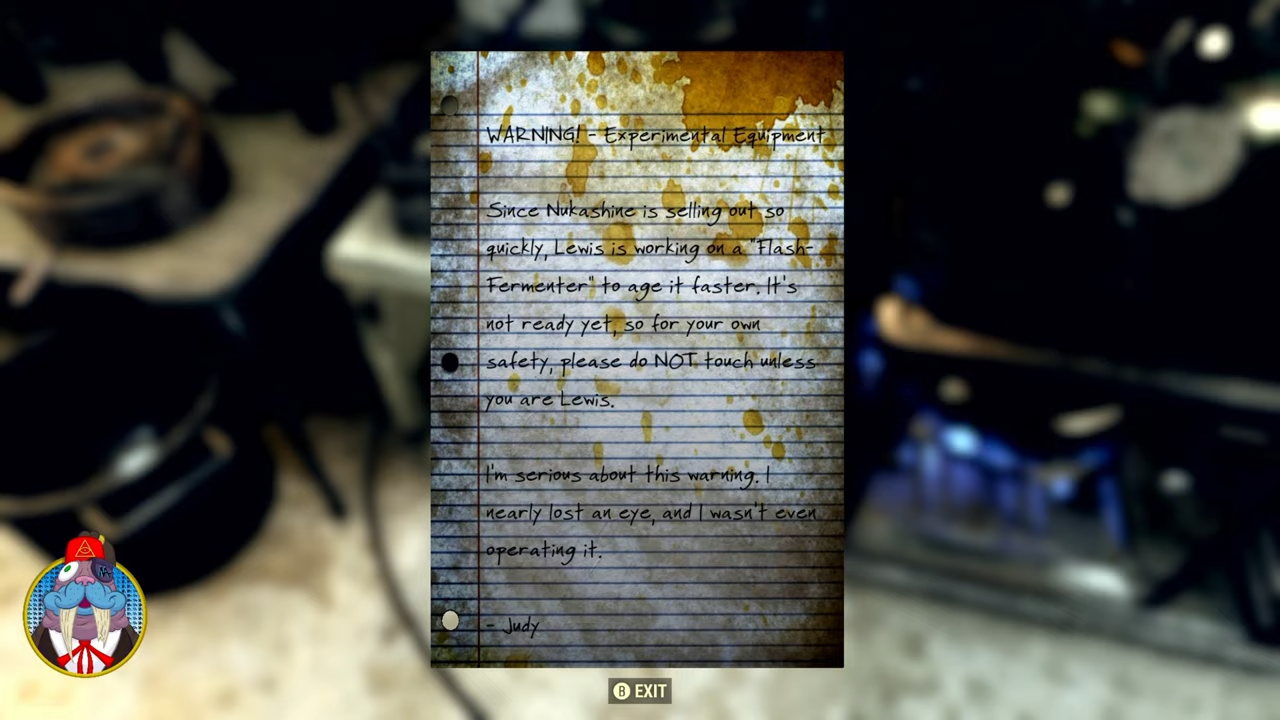 WARNING! - Experimental Equipment
Since Nukashine is selling out so
quickly, Lewis is working on a "Flash-
Fermenter" to age it faster. It's
not ready yet, so for your own
safety, please do NOT touch unless
you are Lewis.
I'm serious about this warning. I
nearly lost an eye, and I wasn't even
operating it.
- Judy
B EXIT